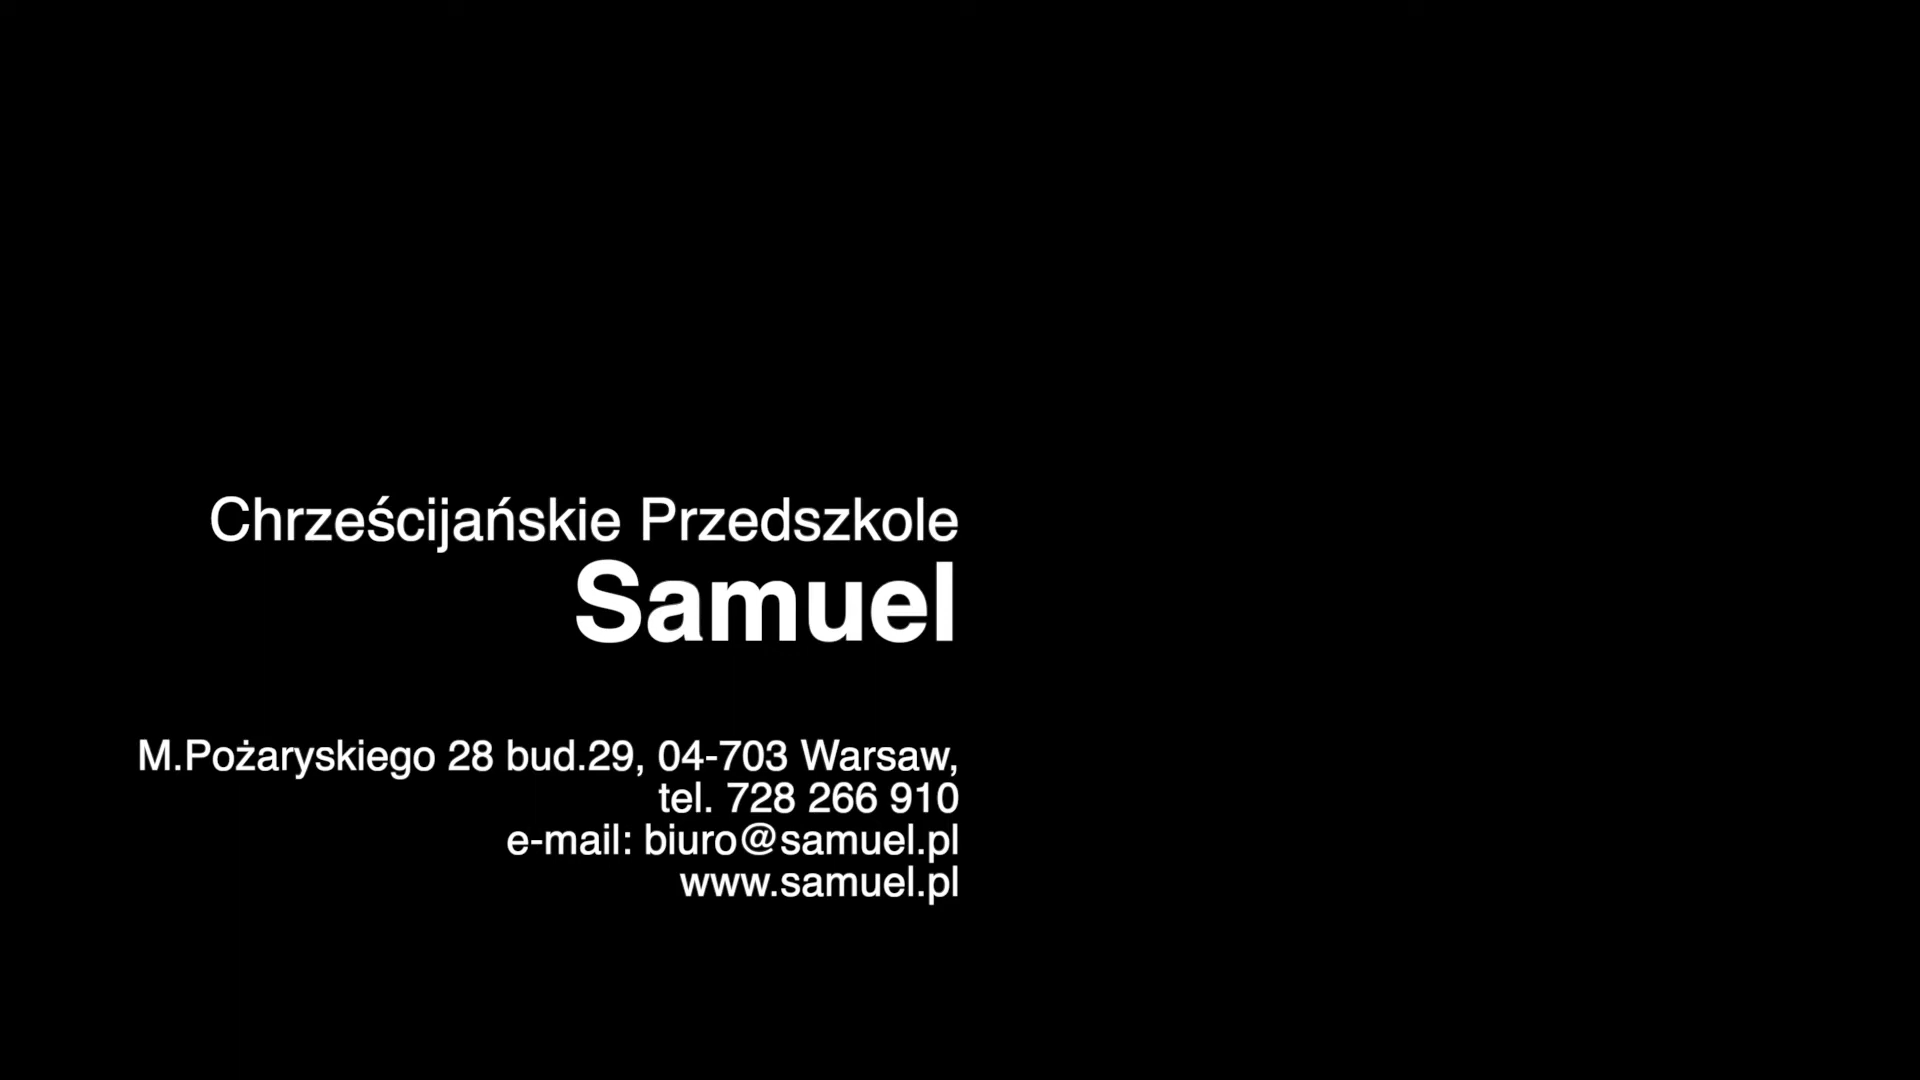 Chrześcijańskie Przedszkole
Samuel
M.Pożaryskiego 28 bud.29, 04-703 Warsaw,
tel. 728 266 910
e-mail: biuro@samuel.pl
www.samuel.pl